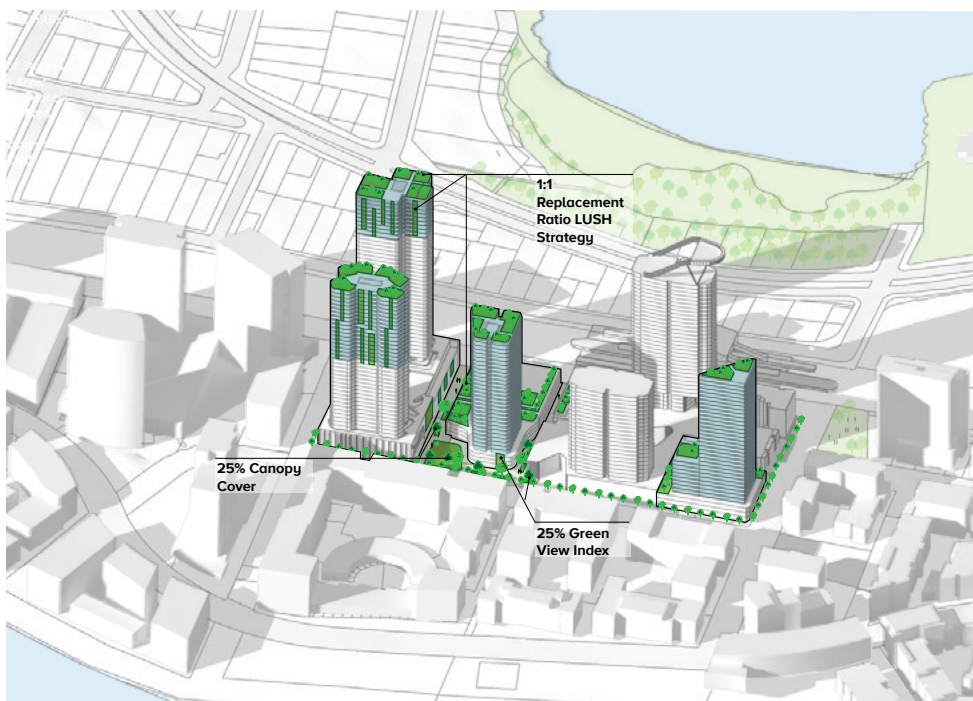 1:1
Replacement
Ratio LUSH
Strategy
25% Canopy
Cover
25% Green
View Index